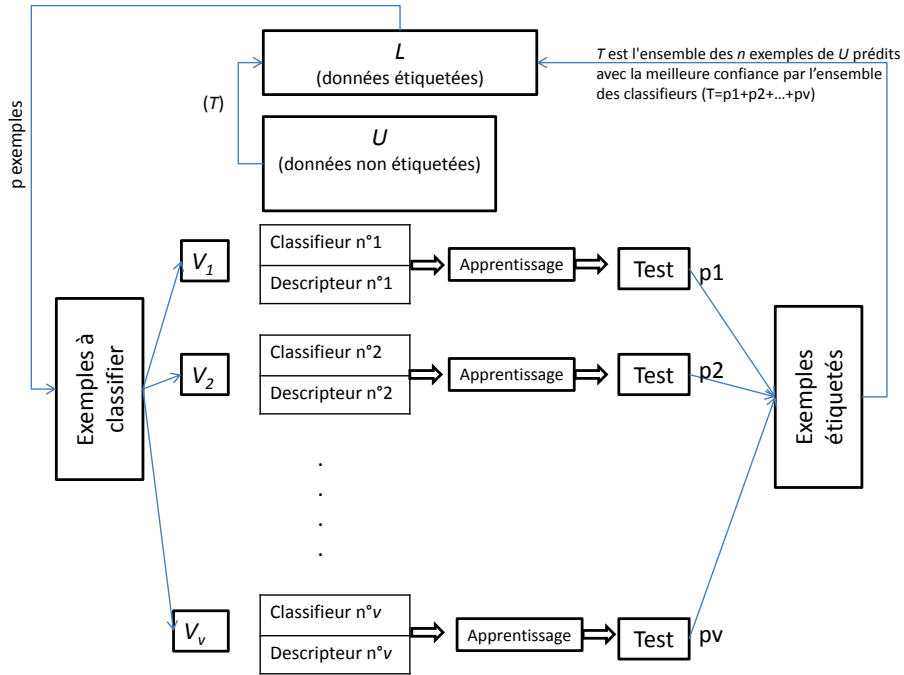 L
(données étiquetées)
T est l'ensemble des n exemples de U prédits
avec la meilleure confiance par l'ensemble
des classifieurs (T=p1+p2+...+pv)
(T)
p exemples
U
(données non étiquetées)
V1
Classifieur n°1
Descripteur n°1
Apprentissage
Test
p1
Exemples à
classifier
V2
Classifieur n°2
Descripteur n°2
Apprentissage
Test
p2
Exemples
étiquetés
.
.
.
.
Vv
Classifieur n°v
Descripteur n°v
Apprentissage
Test
pv